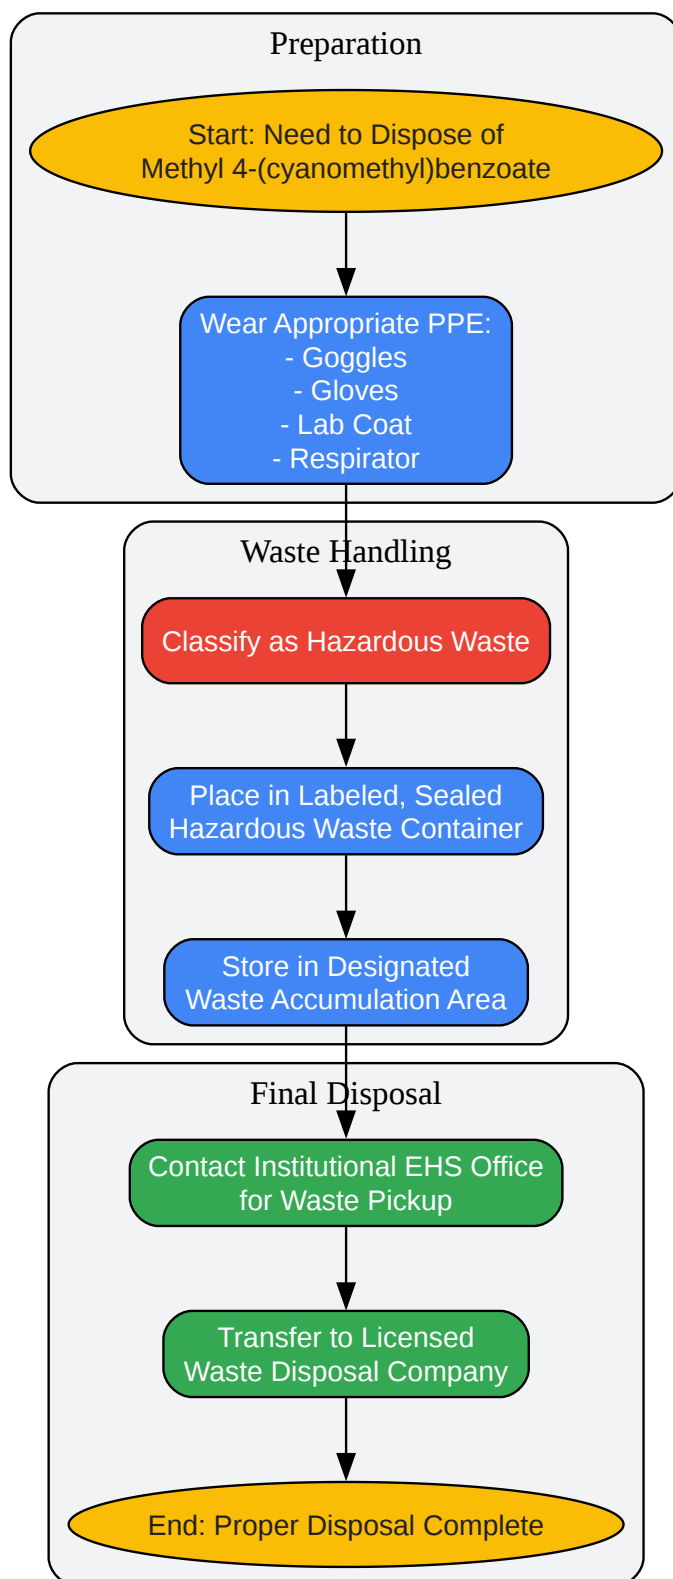 Preparation
Start: Need to Dispose of
Methyl 4-(cyanomethyl)benzoate
Wear Appropriate PPE:
- Goggles
- Gloves
- Lab Coat
- Respirator
Waste Handling
Classify as Hazardous Waste
Place in Labeled, Sealed
Hazardous Waste Container
Store in Designated
Waste Accumulation Area
Final Disposal
Contact Institutional EHS Office
for Waste Pickup
Transfer to Licensed
Waste Disposal Company
End: Proper Disposal Complete